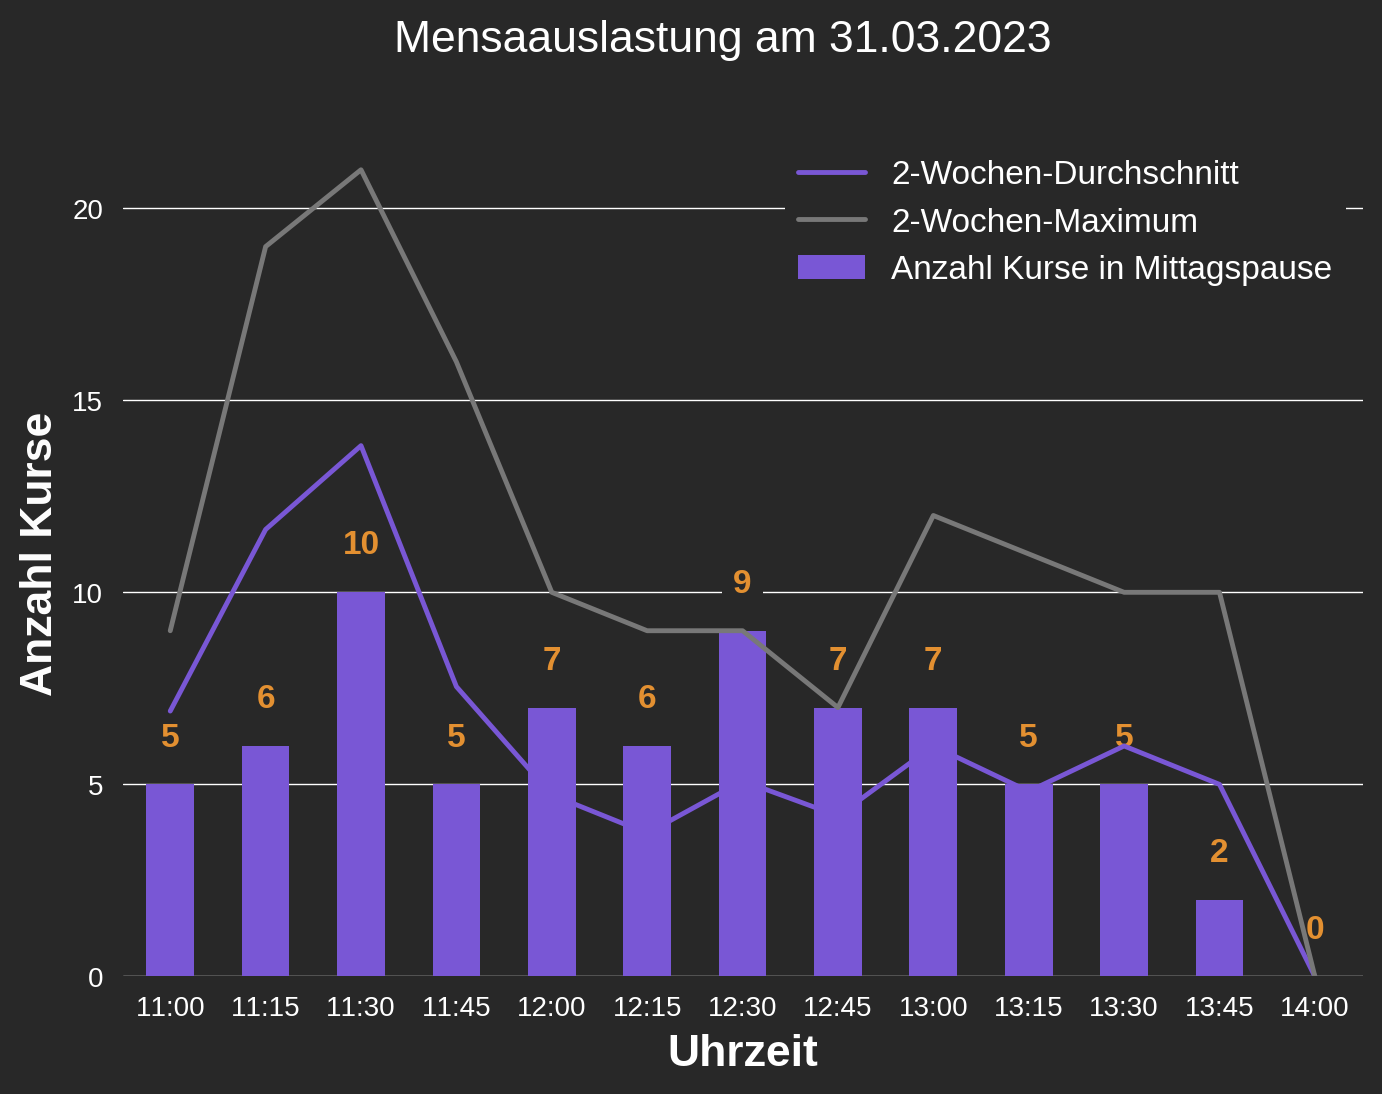 Mensaauslastung am 31.03.2023
2-Wochen-Durchschnitt
2-Wochen-Maximum
Anzahl Kurse in Mittagspause
Anzahl Kurse
20
15
10
5
0
5
6
10
5
7
6
9
7
7
5
5
2
0
11:00 11:15 11:30 11:45 12:00 12:15 12:30 12:45 13:00 13:15 13:30 13:45 14:00
Uhrzeit